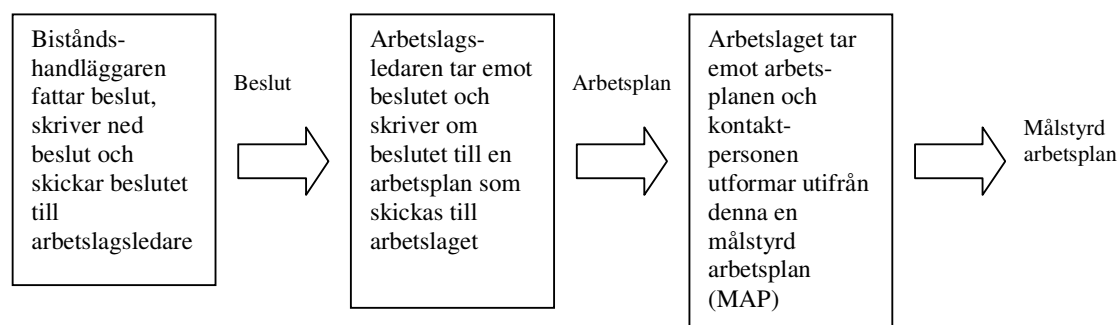 Bistånds-
handläggaren
fattar beslut,
skriver ned
beslut och
skickar beslutet
till
arbetslagsledare
Beslut
Arbetslags-
ledaren tar emot
beslutet och
skriver om
beslutet till en
arbetsplan som
skickas till
arbetslaget
Arbetsplan
Arbetslaget tar
emot arbets-
planen och
kontakt-
personen
utformar utifrån
denna en
målstyrd
arbetsplan
(MAP)
Målstyrd
arbetsplan